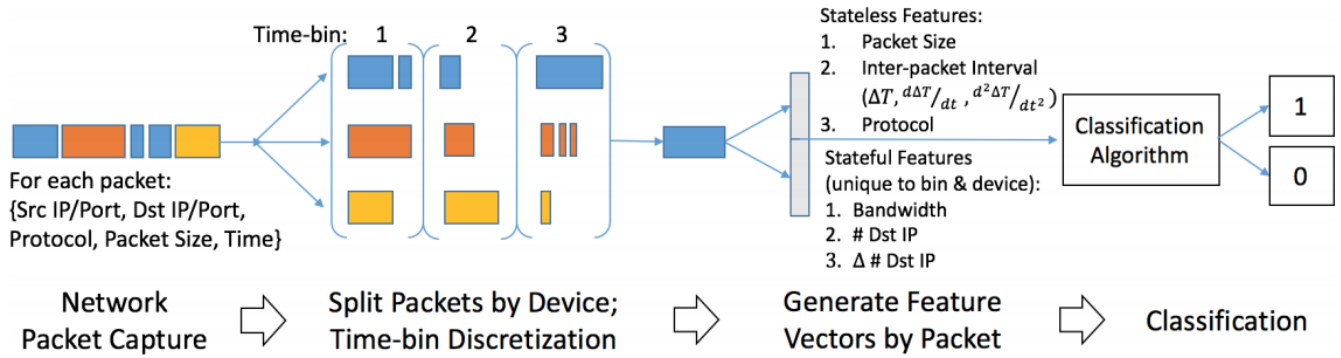 Time-bin: 1 2 3
For each packet:
{Src IP/Port, Dst IP/Port,
Protocol, Packet Size, Time}
Stateless Features:
1. Packet Size
2. Inter-packet Interval
(ΔT, dΔT/dt , d²ΔT/dt²)
3. Protocol
Stateful Features
(unique to bin & device):
1. Bandwidth
2. # Dst IP
3. Δ # Dst IP
Classification
Algorithm
1
0
Network
Packet Capture
Split Packets by Device;
Time-bin Discretization
Generate Feature
Vectors by Packet
Classification